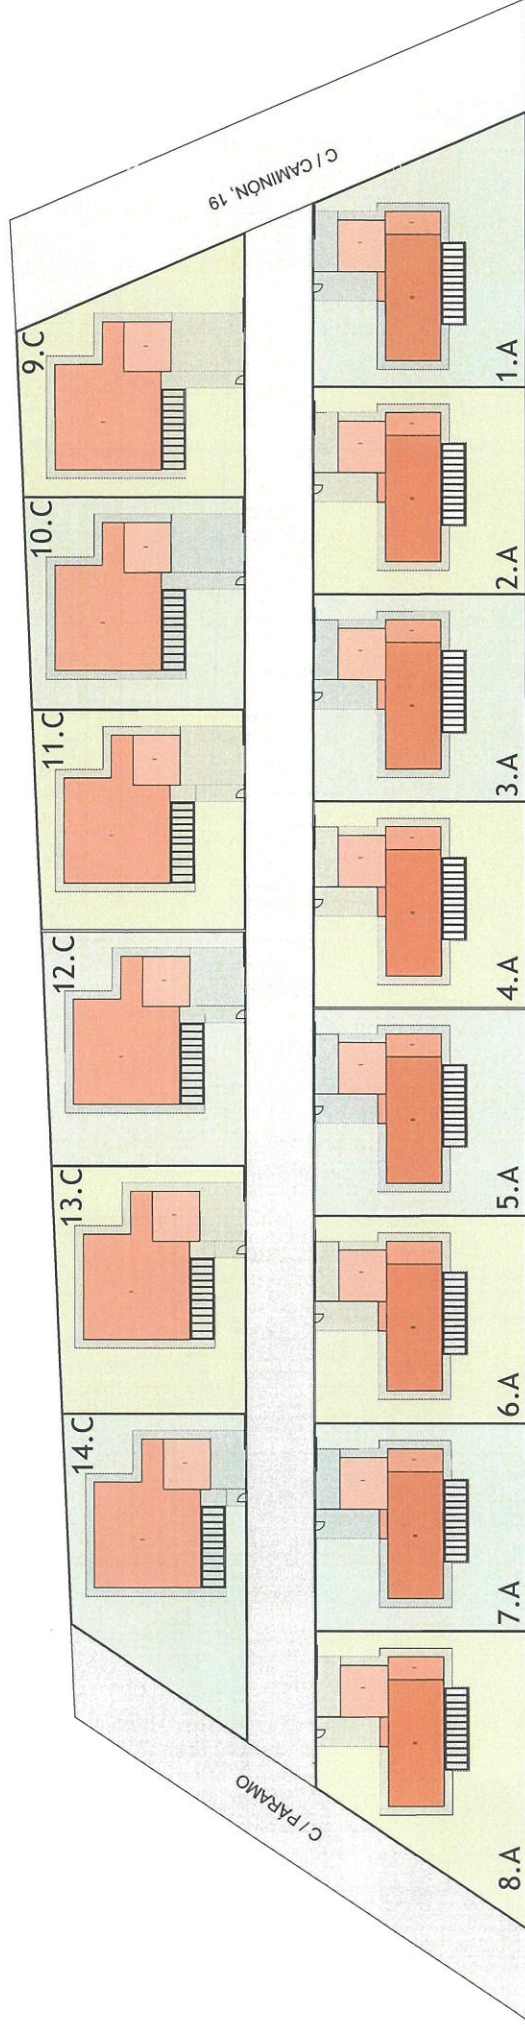 C / CAMINÓN, 19
9.C
10.C
11.C
12.C
13.C
14.C
1.A
2.A
3.A
4.A
5.A
6.A
7.A
8.A
C / PÁRAMO